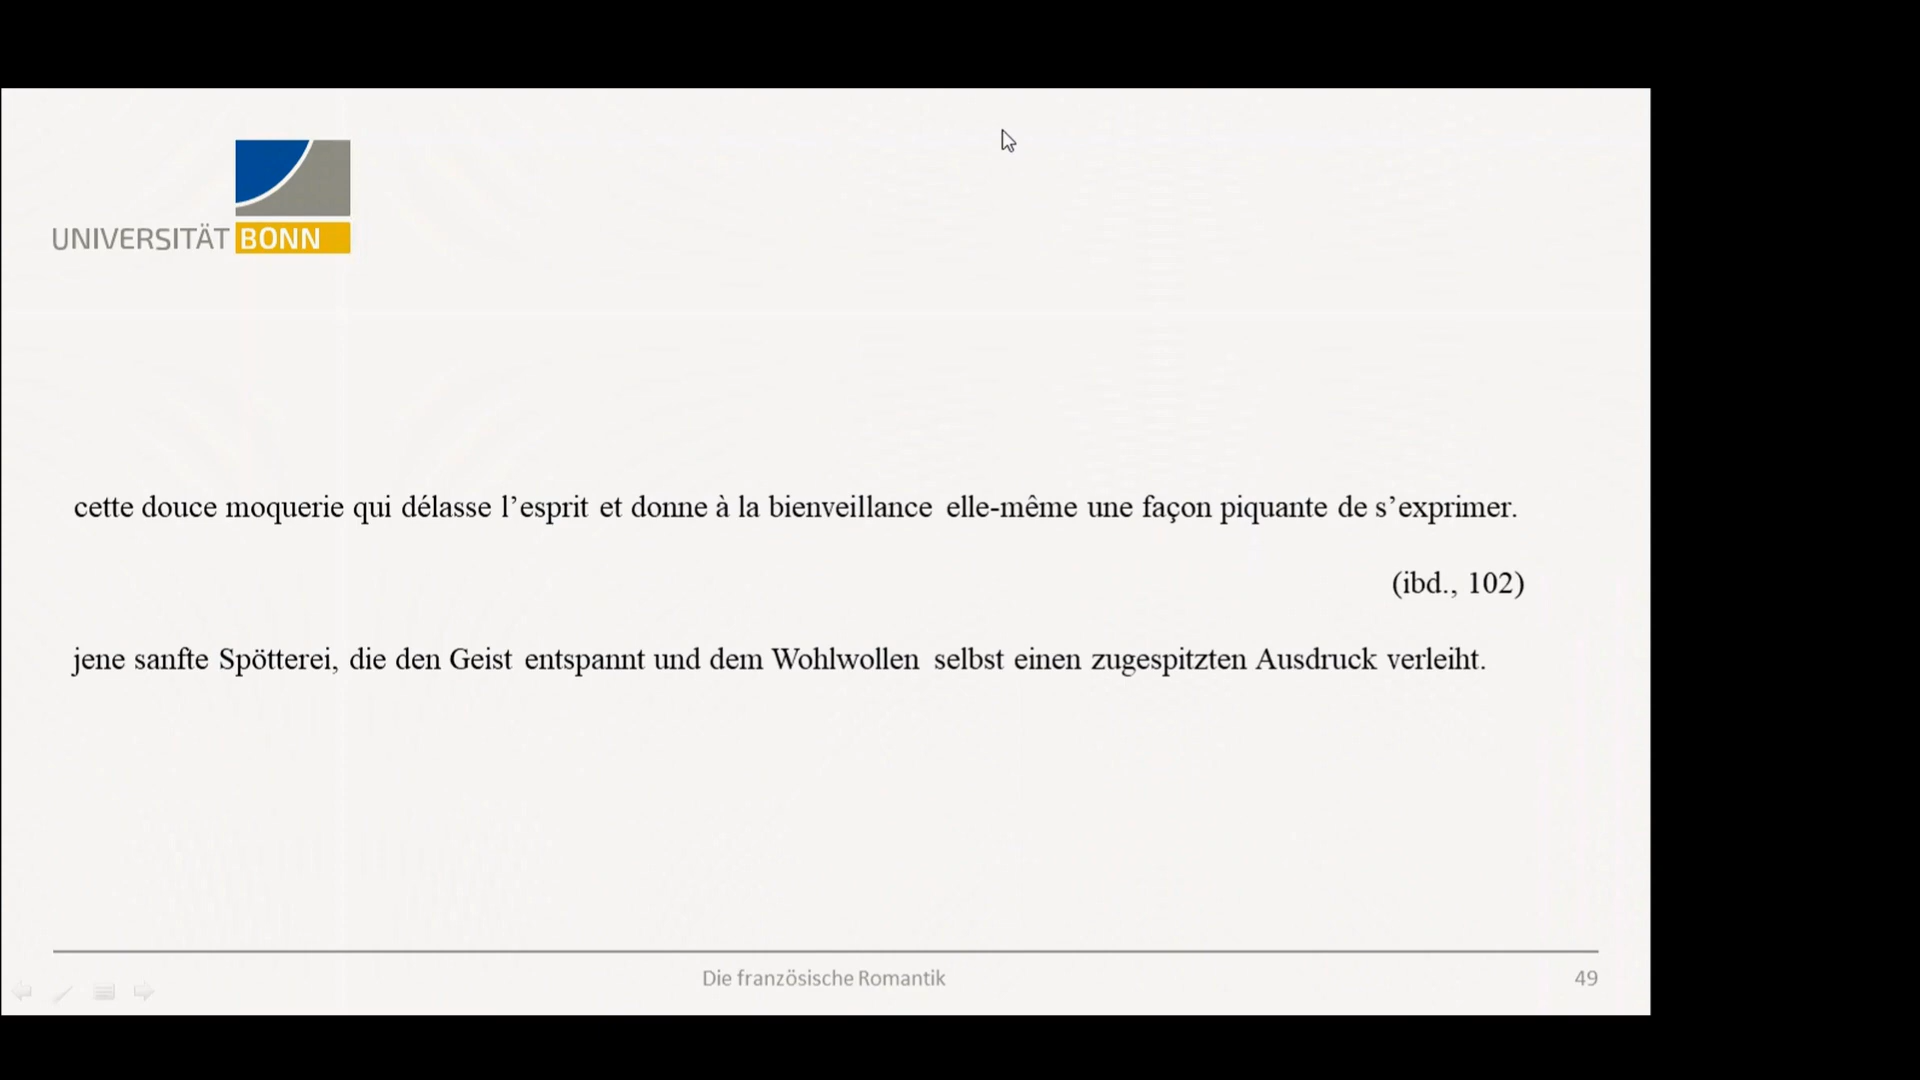 UNIVERSITÄT BONN
cette douce moquerie qui délasse l’esprit et donne à la bienveillance elle-même une façon piquante de s’exprimer.
(ibd., 102)
jene sanfte Spötterei, die den Geist entspannt und dem Wohlwollen selbst einen zugespitzten Ausdruck verleiht.
Die französische Romantik
49